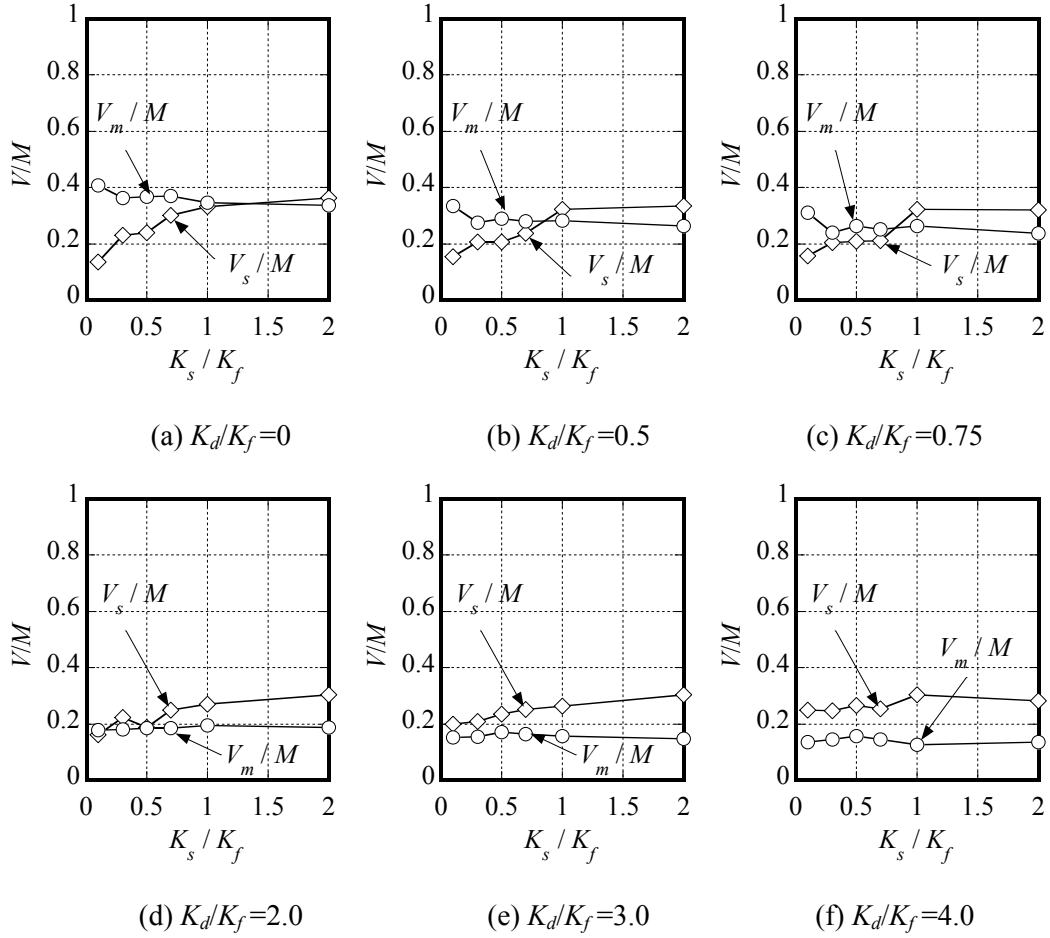 1
0.8
0.6
0.4
0.2
0
V/M
V_m / M
V_s / M
0 0.5 1 1.5 2
K_s / K_f
(a) K_d/K_f =0
1
0.8
0.6
0.4
0.2
0
V/M
V_m / M
V_s / M
0 0.5 1 1.5 2
K_s / K_f
(b) K_d/K_f =0.5
1
0.8
0.6
0.4
0.2
0
V/M
V_m / M
V_s / M
0 0.5 1 1.5 2
K_s / K_f
(c) K_d/K_f =0.75
1
0.8
0.6
0.4
0.2
0
V/M
V_s / M
V_m / M
0 0.5 1 1.5 2
K_s / K_f
(d) K_d/K_f =2.0
1
0.8
0.6
0.4
0.2
0
V/M
V_s / M
V_m / M
0 0.5 1 1.5 2
K_s / K_f
(e) K_d/K_f =3.0
1
0.8
0.6
0.4
0.2
0
V/M
V_s / M
V_m / M
0 0.5 1 1.5 2
K_s / K_f
(f) K_d/K_f =4.0